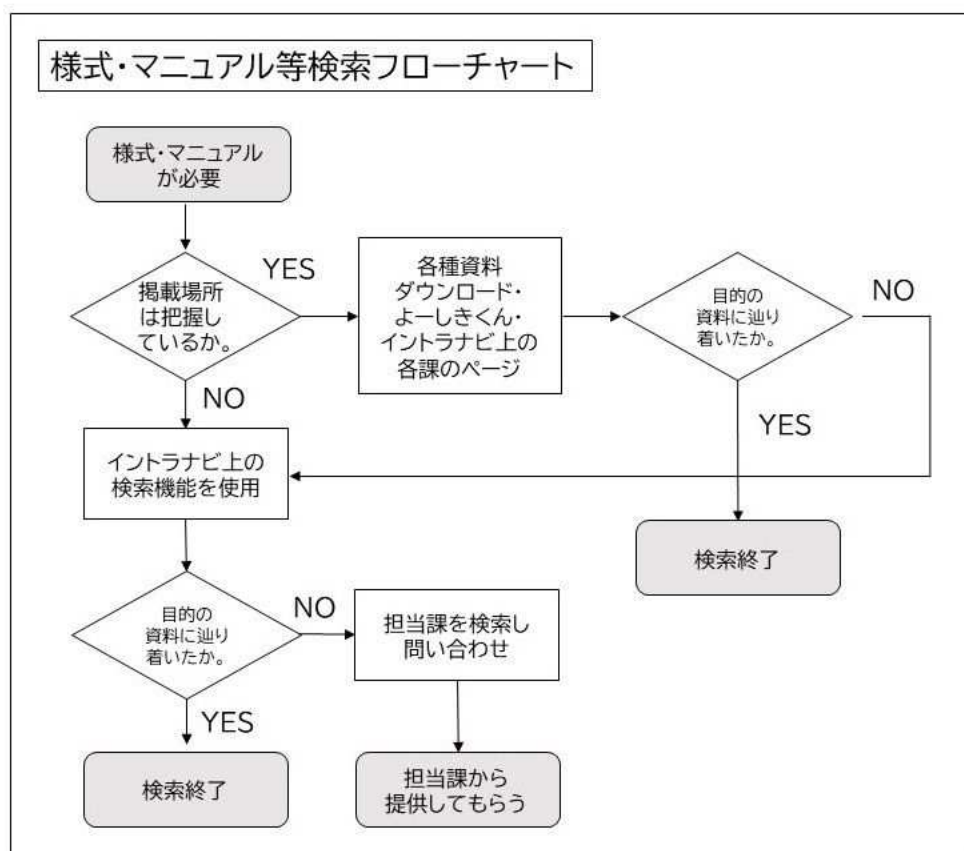 様式・マニュアル等検索フローチャート
様式・マニュアル
が必要
掲載場所
は把握し
ているか。
YES
各種資料
ダウンロード・
よーしきくん・
イントラナビ上の
各課のページ
目的の
資料に辿り
着いたか。
NO
NO
YES
イントラナビ上の
検索機能を使用
検索終了
目的の
資料に辿り
着いたか。
NO
担当課を検索し
問い合わせ
YES
検索終了
担当課から
提供してもらう